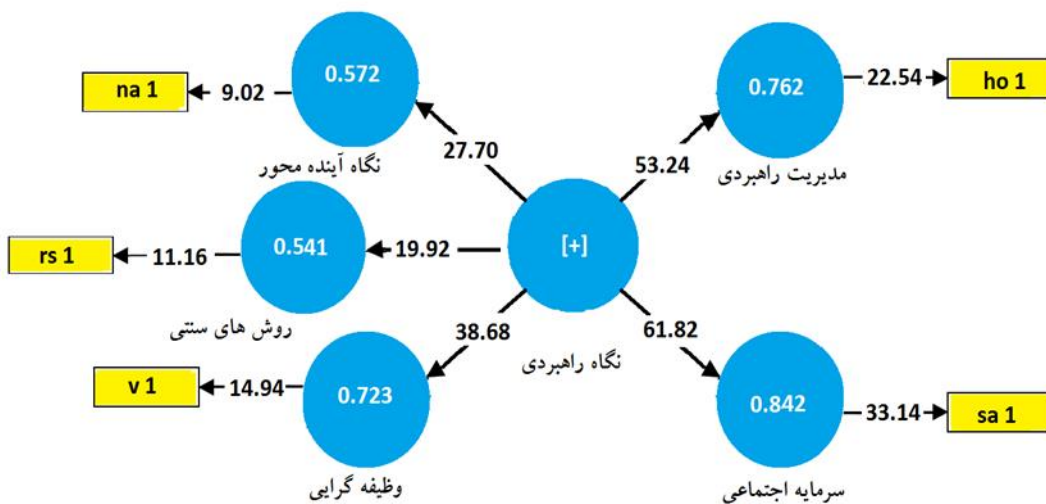 0.572
na 1
9.02
نگاه آینده محور
27.70
0.762
22.54
ho 1
مدیریت راهبردی
53.24
0.541
rs 1
11.16
روش های سنتی
19.92
[+]
نگاه راهبردی
38.68
61.82
0.723
v 1
14.94
وظیفه گرایی
0.842
33.14
sa 1
سرمایه اجتماعی